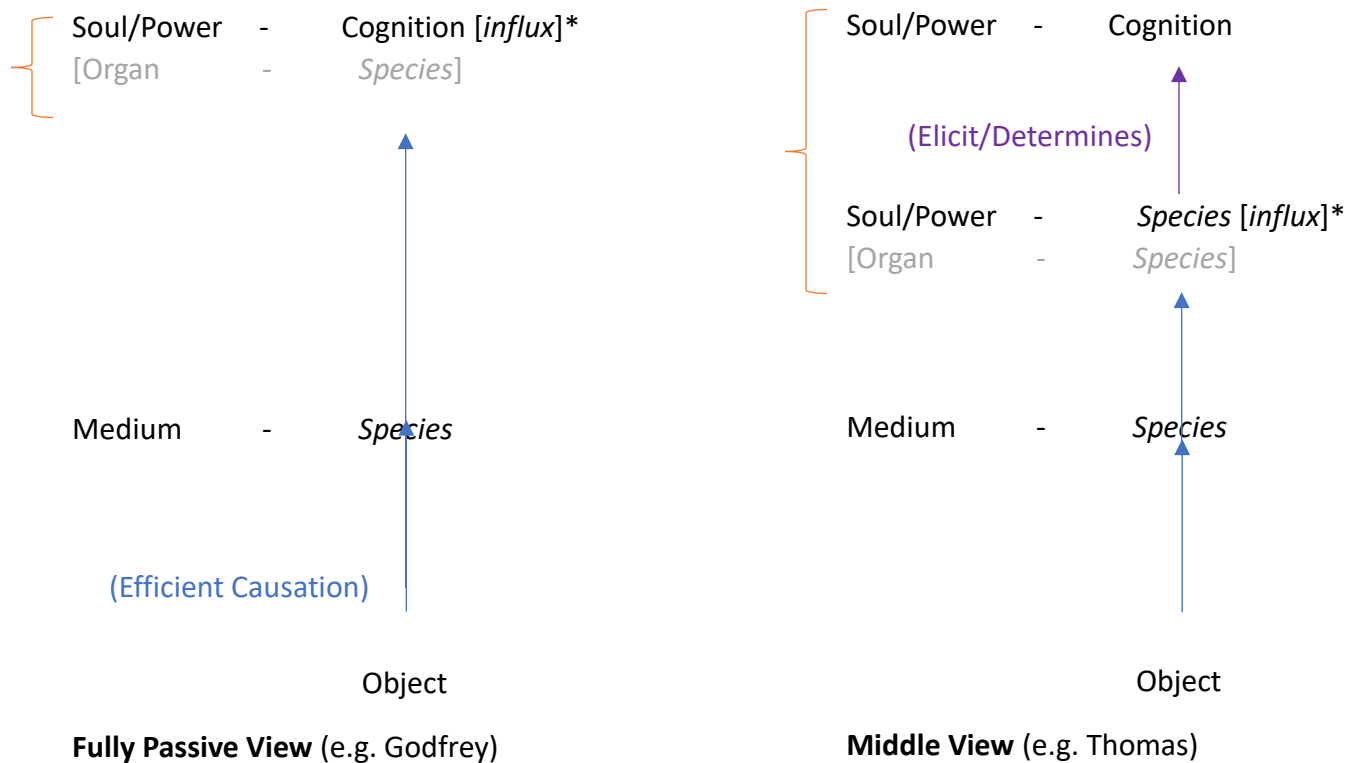 Soul/Power - Cognition [influx]*
[Organ - Species]
(Efficient Causation)
Medium - Species
Object
Fully Passive View (e.g. Godfrey)
Soul/Power - Cognition
(Elicit/Determines)
Soul/Power - Species [influx]*
[Organ - Species]
Medium - Species
Object
Middle View (e.g. Thomas)